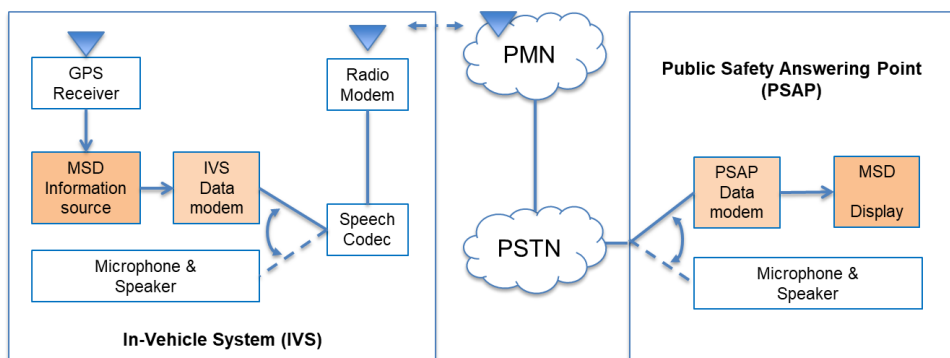 GPS
Receiver
Radio
Modem
PMN
Public Safety Answering Point
(PSAP)
MSD
Information
source
IVS
Data
modem
Speech
Codec
PSTN
PSAP
Data
modem
MSD
Display
Microphone &
Speaker
Microphone &
Speaker
In-Vehicle System (IVS)